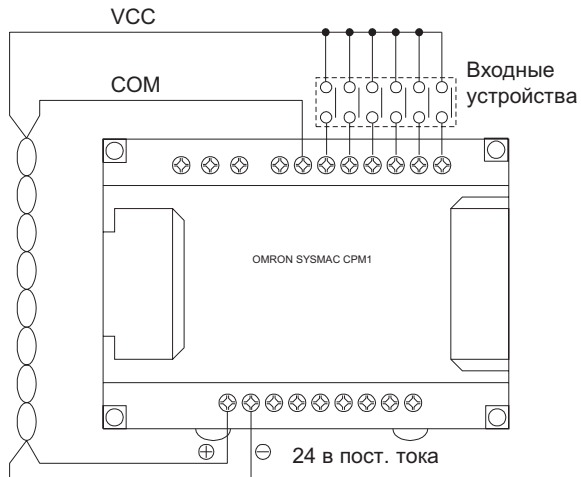 VCC
COM
Входные
устройства
OMRON SYSMAC CPM1
24 в пост. тока